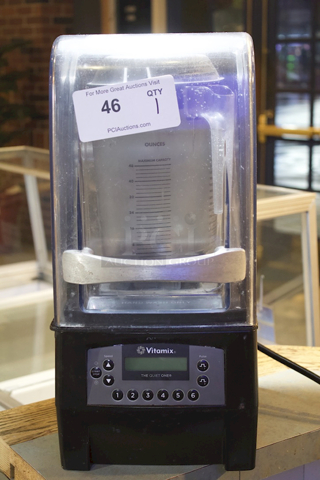 For More Great Auctions Visit
46
QTY
1
PCIAuctions.com
OUNCES
Vitamix
THE QUIET ONE
1 2 3 4 5 6